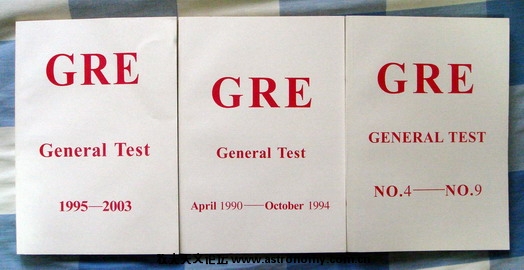 GRE
General Test
1995—2003
GRE
General Test
April 1990——October 1994
GRE
GENERAL TEST
NO.4——NO.9